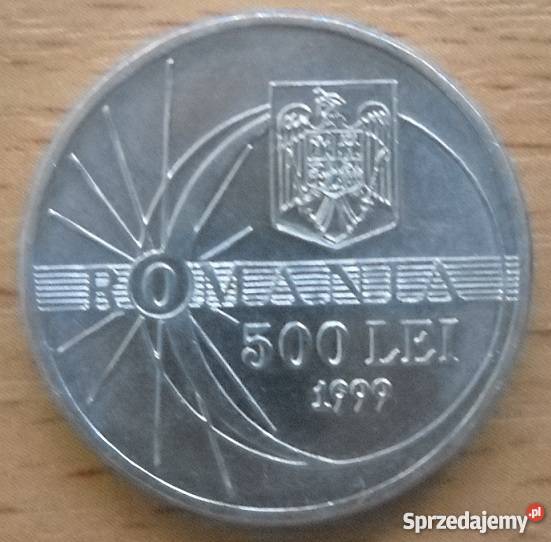 ROMANIA
500 LEI
1999
Sprzedajemy.pl